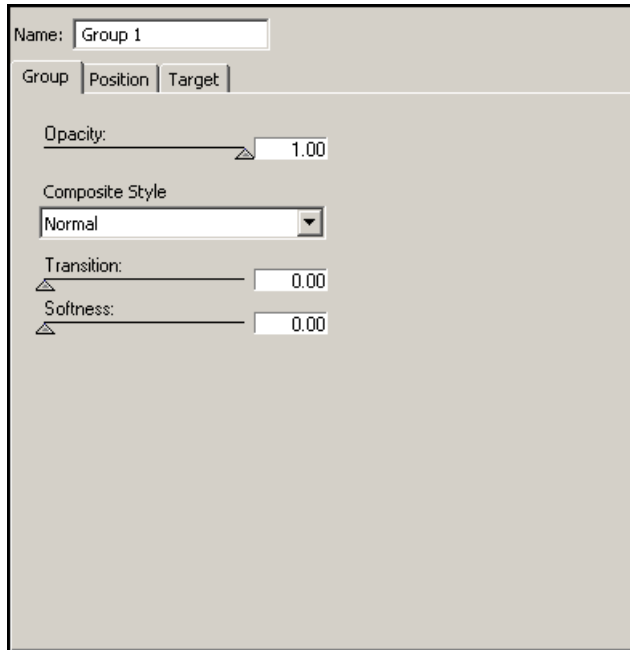 Name: Group 1
Group Position Target
Opacity:
1.00
Composite Style
Normal
Transition:
0.00
Softness:
0.00